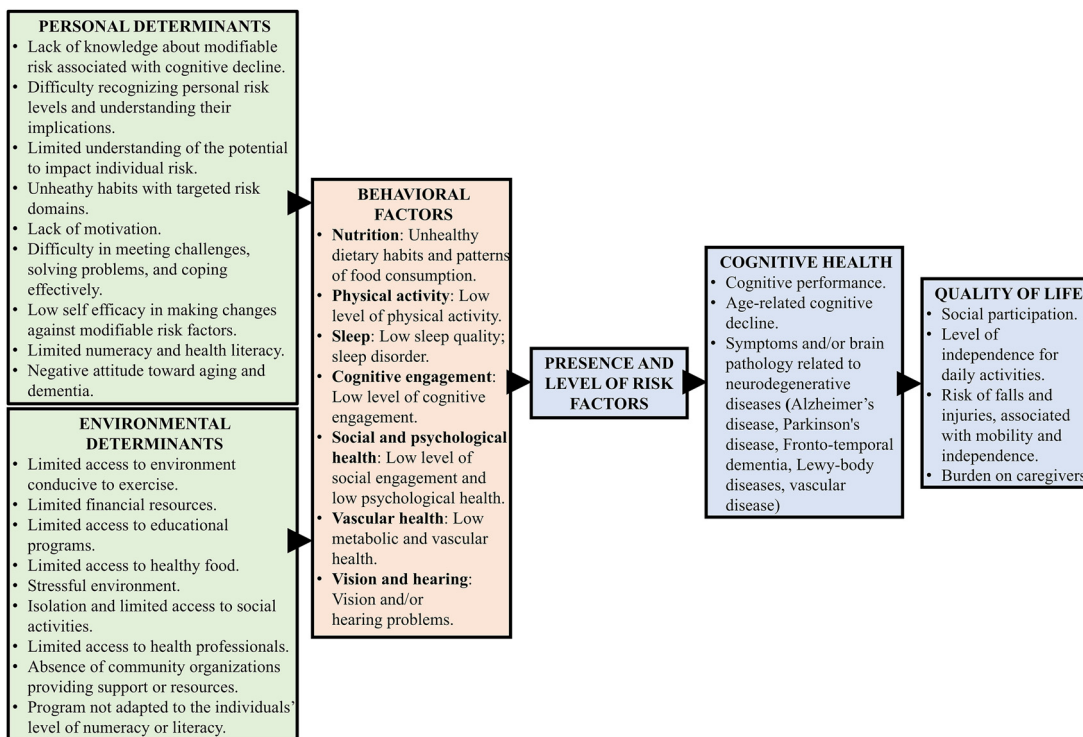 PERSONAL DETERMINANTS
• Lack of knowledge about modifiable
risk associated with cognitive decline.
• Difficulty recognizing personal risk
levels and understanding their
implications.
• Limited understanding of the potential
to impact individual risk.
• Unheathy habits with targeted risk
domains.
• Lack of motivation.
• Difficulty in meeting challenges,
solving problems, and coping
effectively.
• Low self efficacy in making changes
against modifiable risk factors.
• Limited numeracy and health literacy.
• Negative attitude toward aging and
dementia.
ENVIRONMENTAL
DETERMINANTS
• Limited access to environment
conducive to exercise.
• Limited financial resources.
• Limited access to educational
programs.
• Limited access to healthy food.
• Stressful environment.
• Isolation and limited access to social
activities.
• Limited access to health professionals.
• Absence of community organizations
providing support or resources.
• Program not adapted to the individuals'
level of numeracy or literacy.
BEHAVIORAL
FACTORS
• Nutrition: Unhealthy
dietary habits and patterns
of food consumption.
• Physical activity: Low
level of physical activity.
• Sleep: Low sleep quality;
sleep disorder.
• Cognitive engagement:
Low level of cognitive
engagement.
• Social and psychological
health: Low level of
social engagement and
low psychological health.
• Vascular health: Low
metabolic and vascular
health.
• Vision and hearing:
Vision and/or
hearing problems.
PRESENCE AND
LEVEL OF RISK
FACTORS
COGNITIVE HEALTH
• Cognitive performance.
• Age-related cognitive
decline.
• Symptoms and/or brain
pathology related to
neurodegenerative
diseases (Alzheimer's
disease, Parkinson's
disease, Fronto-temporal
dementia, Lewy-body
diseases, vascular
disease)
QUALITY OF LIFE
• Social participation.
• Level of
independence for
daily activities.
• Risk of falls and
injuries, associated
with mobility and
independence.
• Burden on caregivers